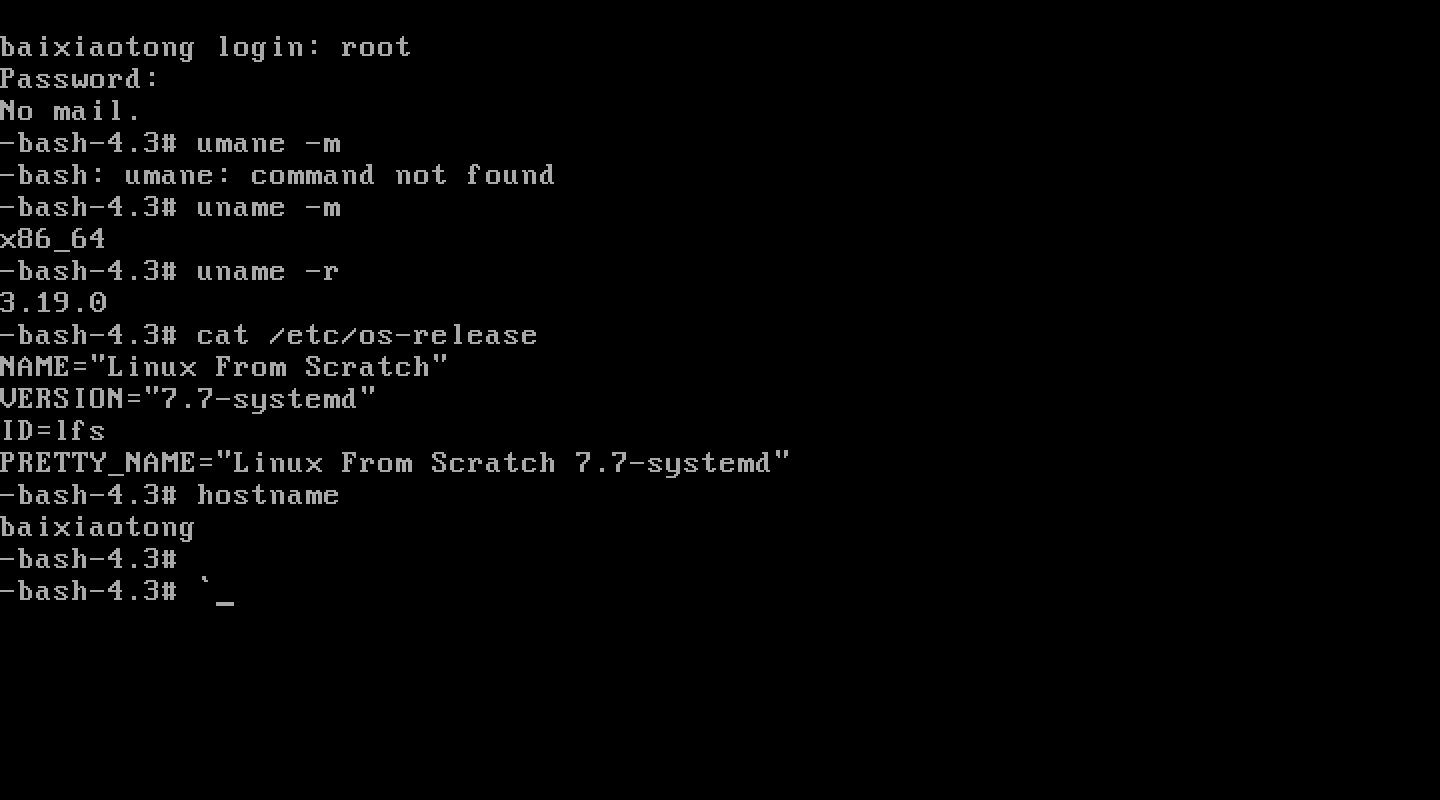 baixiaotong login: root
Password:
No mail.
-bash-4.3# umane -m
-bash: umane: command not found
-bash-4.3# uname -m
x86_64
-bash-4.3# uname -r
3.19.0
-bash-4.3# cat /etc/os-release
NAME="Linux From Scratch"
VERSION="7.7-systemd"
ID=lfs
PRETTY_NAME="Linux From Scratch 7.7-systemd"
-bash-4.3# hostname
baixiaotong
-bash-4.3#
-bash-4.3# `_